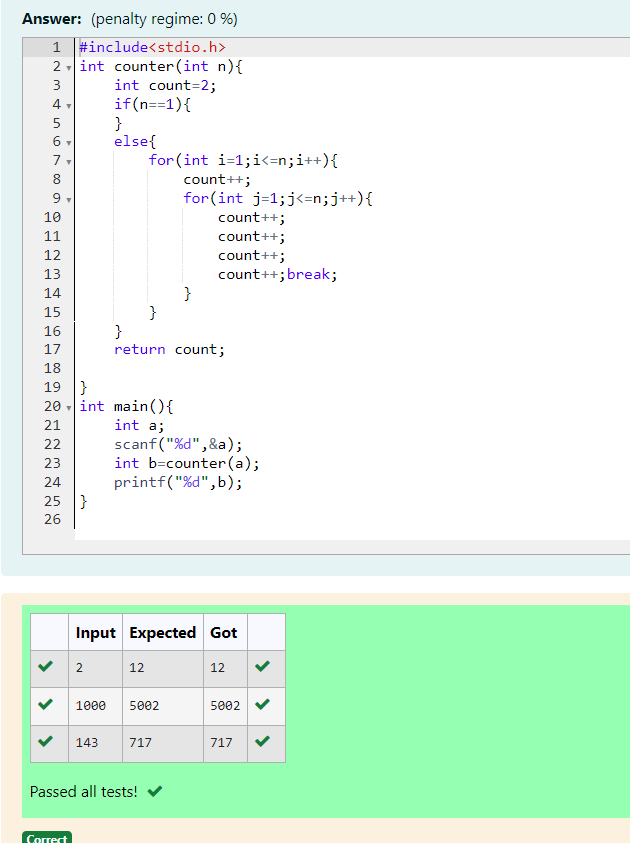 Answer: (penalty regime: 0 %)
1 #include<stdio.h>
2 int counter(int n){
3     int count=2;
4     if(n==1){
5     }
6     else{
7         for(int i=1;i<=n;i++){
8             count++;
9             for(int j=1;j<=n;j++){
10                 count++;
11                 count++;
12                 count++;
13                 count++;break;
14             }
15         }
16     }
17     return count;
18
19 }
20 int main(){
21     int a;
22     scanf("%d",&a);
23     int b=counter(a);
24     printf("%d",b);
25 }
26
Input Expected Got
2 12 12
1000 5002 5002
143 717 717
Passed all tests!
Correct